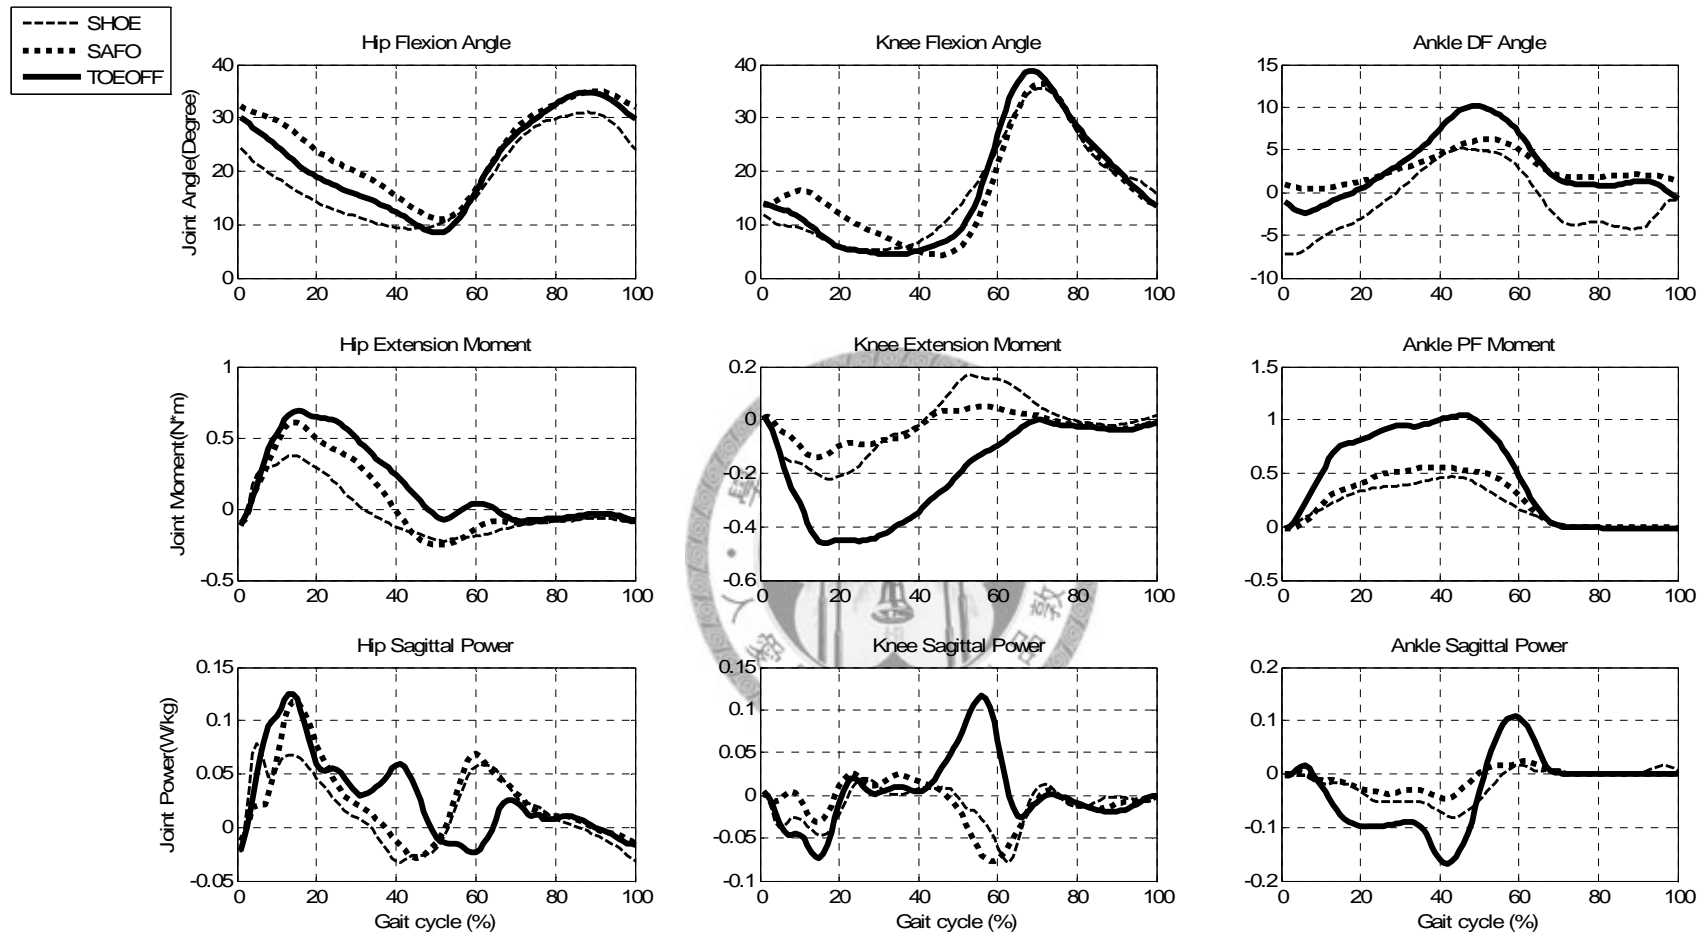 SHOE
SAFO
TOEOFF
Hip Flexion Angle
Joint Angle(Degree)
40
30
20
10
0
0 20 40 60 80 100
Knee Flexion Angle
40
30
20
10
0
0 20 40 60 80 100
Ankle DF Angle
15
10
5
0
-5
-10
0 20 40 60 80 100
Hip Extension Moment
Joint Moment(N*m)
1
0.5
0
-0.5
0 20 40 60 80 100
Knee Extension Moment
0.2
0
-0.2
-0.4
-0.6
0 20 40 60 80 100
Ankle PF Moment
1.5
1
0.5
0
-0.5
0 20 40 60 80 100
Hip Sagittal Power
Joint Power(W/kg)
0.15
0.1
0.05
0
-0.05
0 20 40 60 80 100
Gait cycle (%)
Knee Sagittal Power
0.15
0.1
0.05
0
-0.05
-0.1
0 20 40 60 80 100
Gait cycle (%)
Ankle Sagittal Power
0.2
0.1
0
-0.1
-0.2
0 20 40 60 80 100
Gait cycle (%)
學
人
品
敦